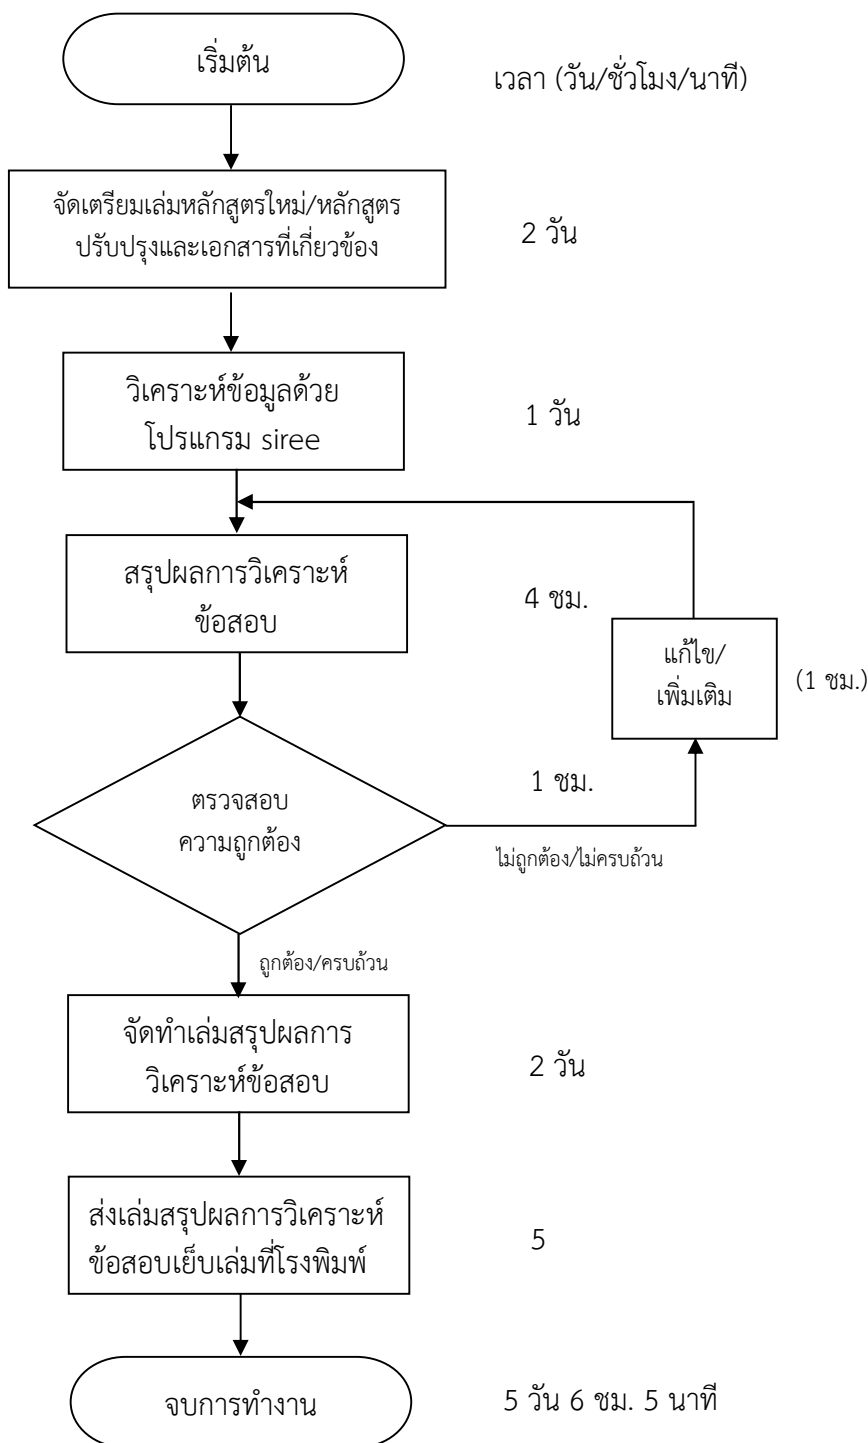 เริ่มต้น
เวลา (วัน/ชั่วโมง/นาที)
จัดเตรียมเล่มหลักสูตรใหม่/หลักสูตร
ปรับปรุงและเอกสารที่เกี่ยวข้อง
2 วัน
วิเคราะห์ข้อมูลด้วย
โปรแกรม siree
1 วัน
สรุปผลการวิเคราะห์
ข้อสอบ
4 ชม.
แก้ไข/
เพิ่มเติม
(1 ชม.)
ตรวจสอบ
ความถูกต้อง
1 ชม.
ไม่ถูกต้อง/ไม่ครบถ้วน
ถูกต้อง/ครบถ้วน
จัดทำเล่มสรุปผลการ
วิเคราะห์ข้อสอบ
2 วัน
ส่งเล่มสรุปผลการวิเคราะห์
ข้อสอบเย็บเล่มที่โรงพิมพ์
5
จบการทำงาน
5 วัน 6 ชม. 5 นาที